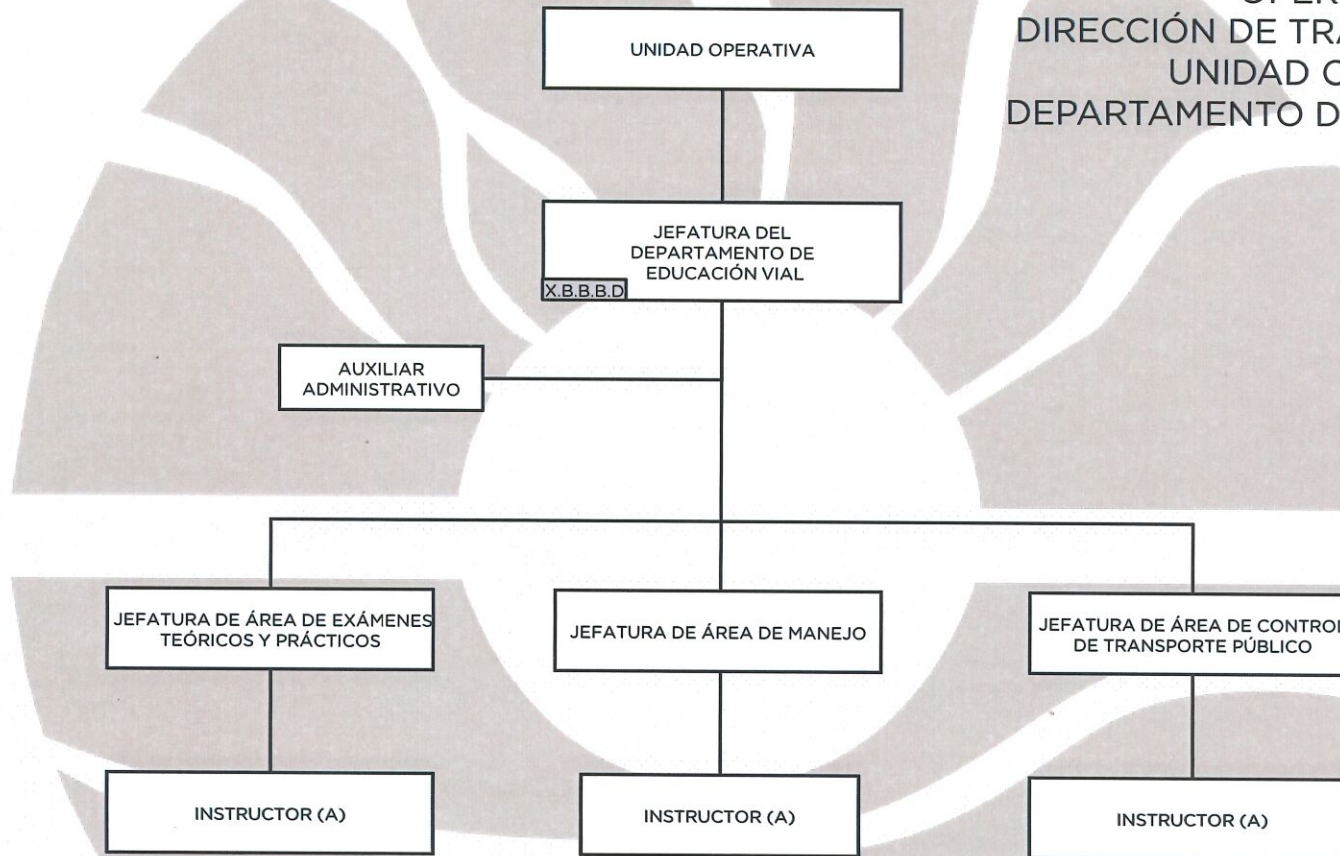 DIRECCIÓN DE
UNIDAD
DEPARTAMENTO
UNIDAD OPERATIVA
JEFATURA DEL
DEPARTAMENTO DE
EDUCACIÓN VIAL
X.B.B.B.D
AUXILIAR
ADMINISTRATIVO
JEFATURA DE ÁREA DE EXÁMENES
TEÓRICOS Y PRÁCTICOS
JEFATURA DE ÁREA DE MANEJO
JEFATURA DE ÁREA DE CONTROL
DE TRANSPORTE PÚBLICO
INSTRUCTOR (A)
INSTRUCTOR (A)
INSTRUCTOR (A)